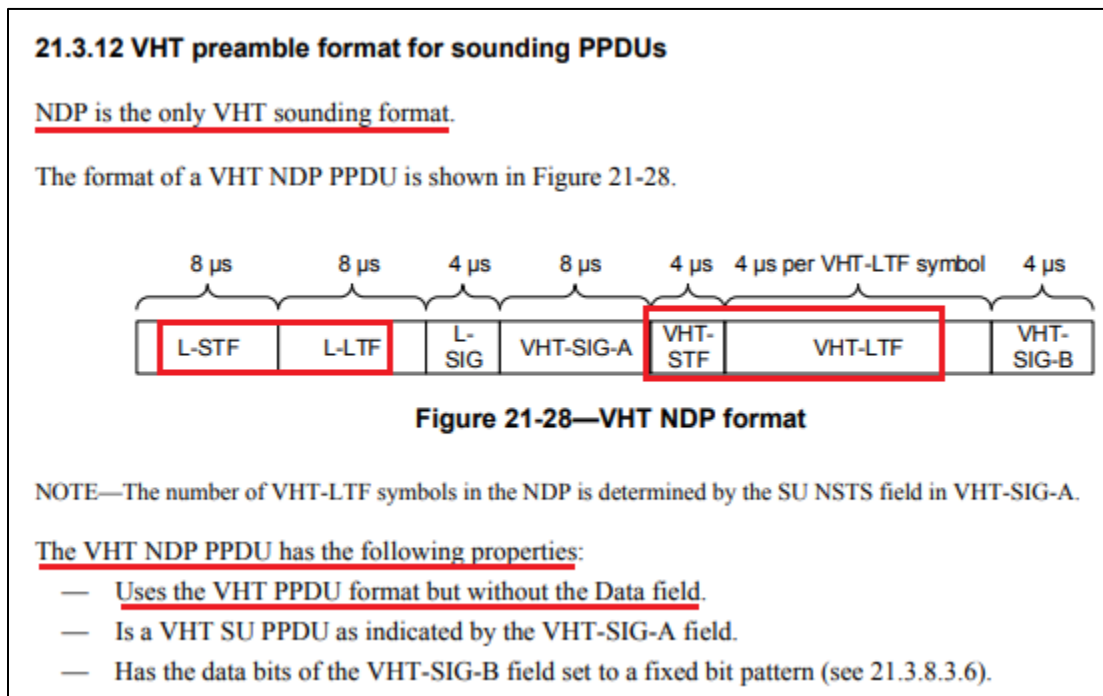 21.3.12 VHT preamble format for sounding PPDUs
NDP is the only VHT sounding format.
The format of a VHT NDP PPDU is shown in Figure 21-28.
8 µs 8 µs 4 µs 8 µs 4 µs 4 µs per VHT-LTF symbol 4 µs
L-STF L-LTF L-SIG VHT-SIG-A VHT-STF VHT-LTF VHT-SIG-B
Figure 21-28—VHT NDP format
NOTE—The number of VHT-LTF symbols in the NDP is determined by the SU NSTS field in VHT-SIG-A.
The VHT NDP PPDU has the following properties:
— Uses the VHT PPDU format but without the Data field.
— Is a VHT SU PPDU as indicated by the VHT-SIG-A field.
— Has the data bits of the VHT-SIG-B field set to a fixed bit pattern (see 21.3.8.3.6).